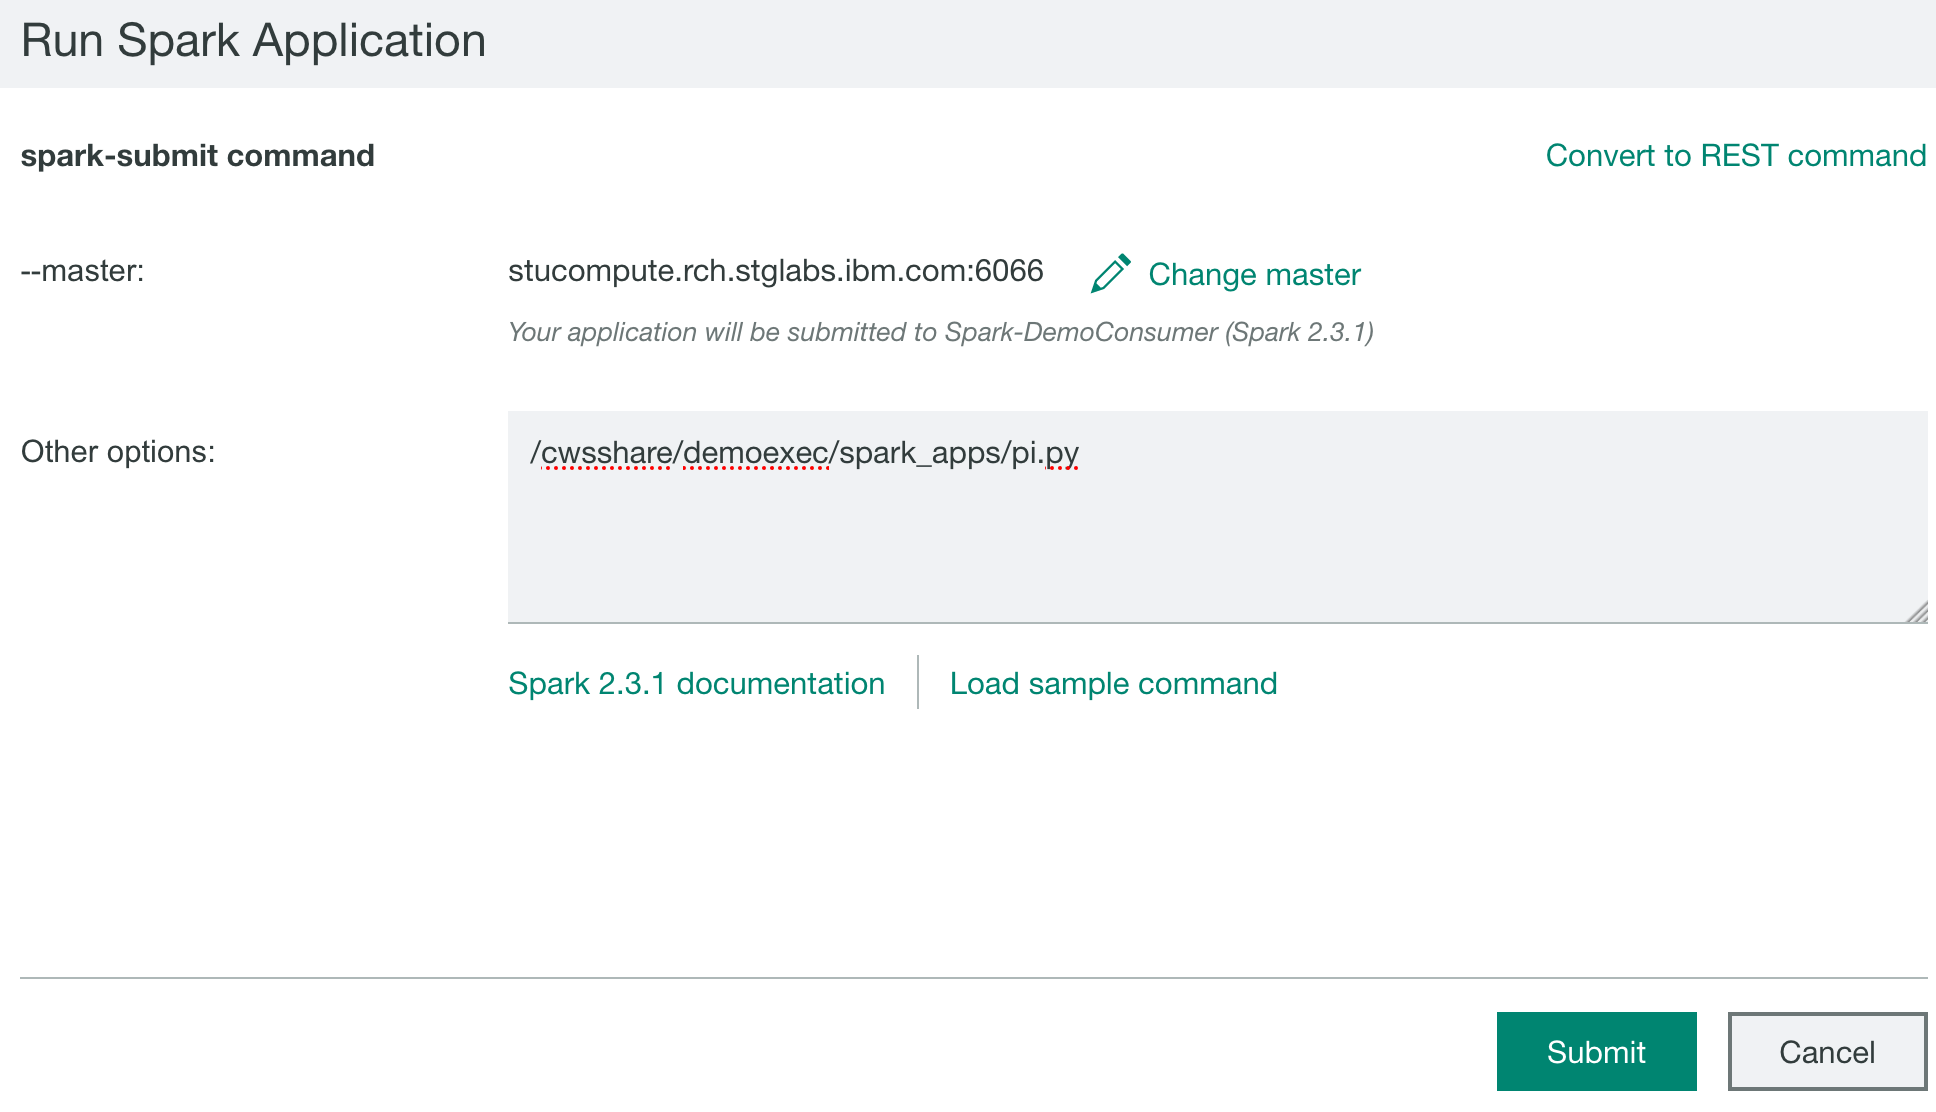 Run Spark Application
spark-submit command
Convert to REST command
--master:
stucompute.rch.stglabs.ibm.com:6066
Change master
Your application will be submitted to Spark-DemoConsumer (Spark 2.3.1)
Other options:
/cwsshare/demoexec/spark_apps/pi.py
Spark 2.3.1 documentation
Load sample command
Submit
Cancel